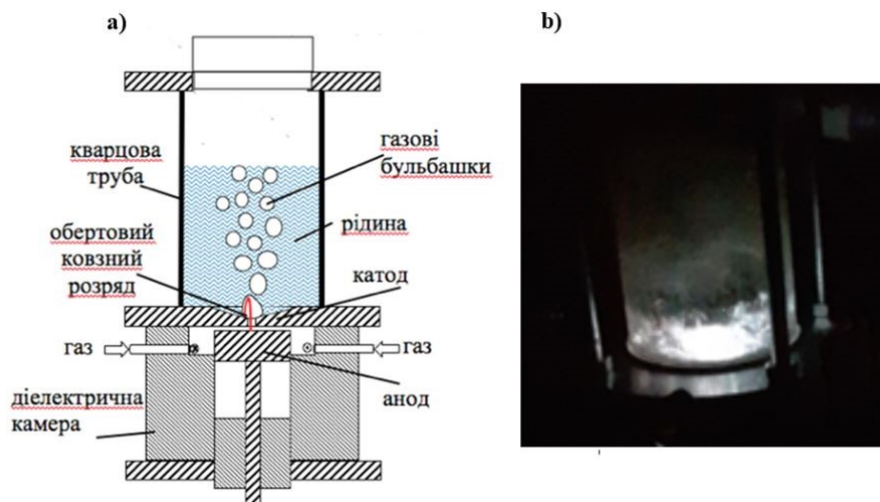 а)
b)
кварцова
труба
газові
бульбашки
обертовий
ковзний
розряд
рідина
катод
газ
газ
анод
діелектрична
камера